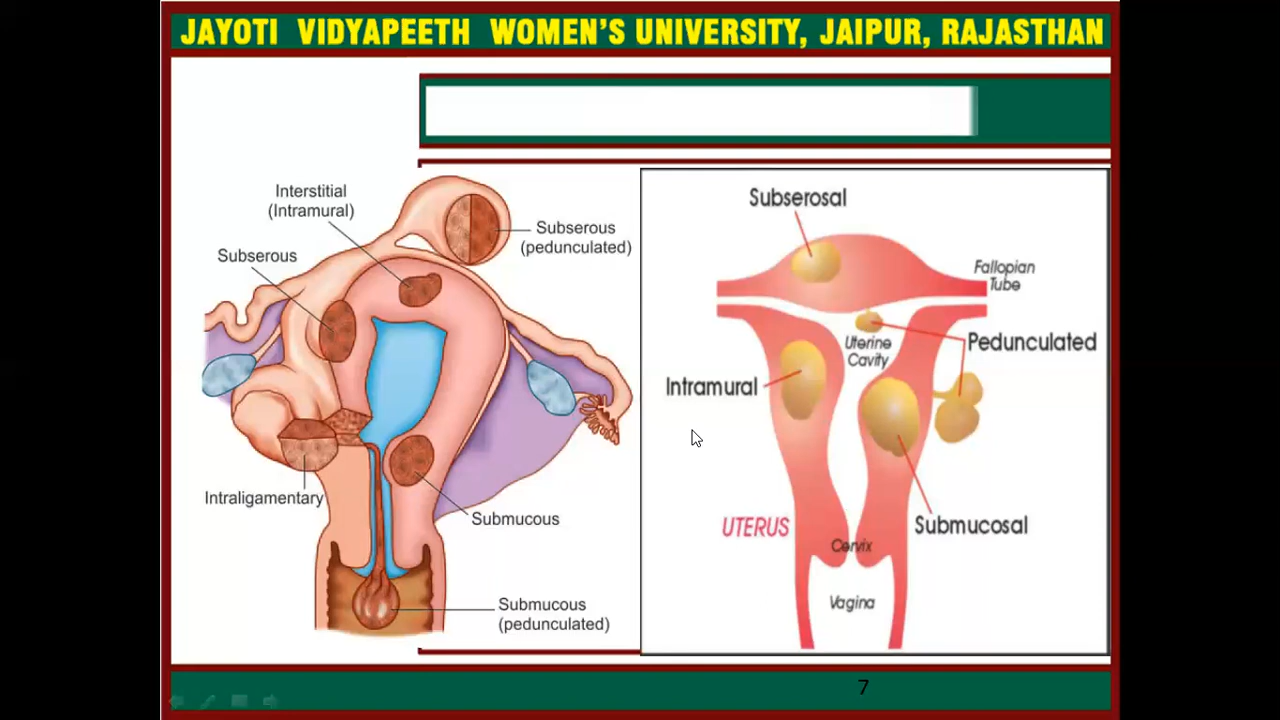 JAYOTI VIDYAPEETH WOMEN'S UNIVERSITY, JAIPUR, RAJASTHAN
Interstitial
(Intramural)
Subserous
(pedunculated)
Subserous
Intraligamentary
Submucous
Submucous
(pedunculated)
Subserosal
Fallopian
Tube
Pedunculated
Uterine
Cavity
Intramural
Submucosal
UTERUS
Cervix
Vagina
7